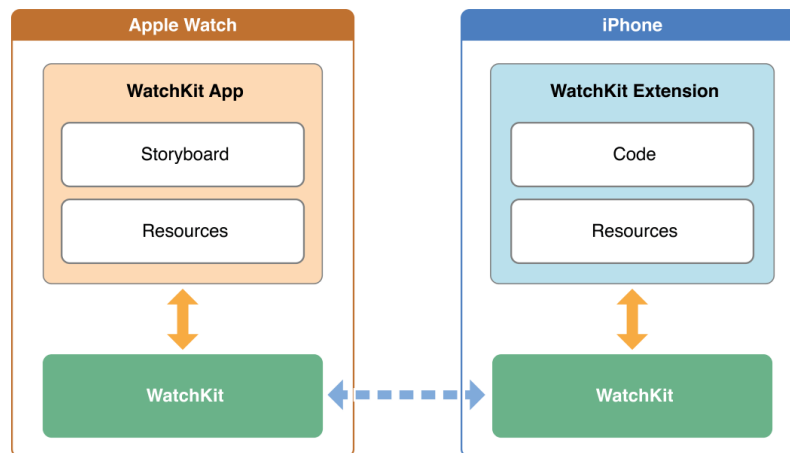 Apple Watch
WatchKit App
Storyboard
Resources
WatchKit
iPhone
WatchKit Extension
Code
Resources
WatchKit